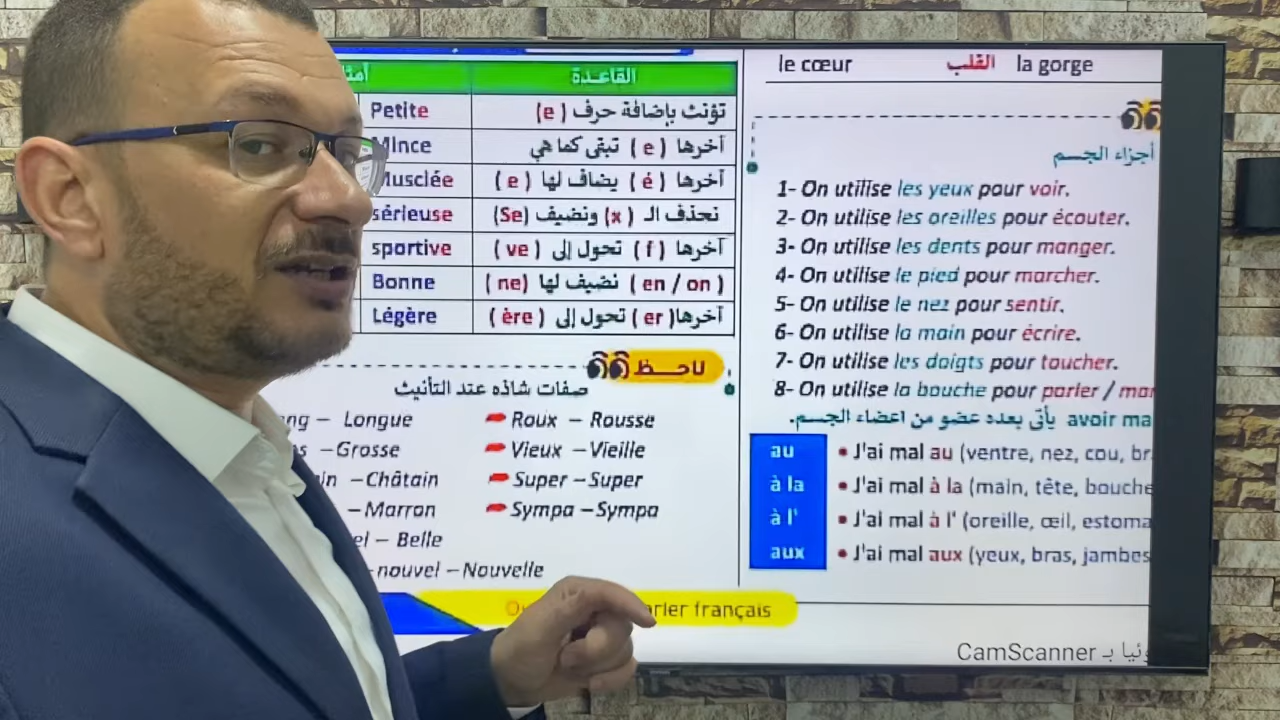 القاعدة
Petite تؤنث بإضافة حرف (e)
Mince آخرها (e) تبقى كما هي
Musclée آخرها (é) يضاف لها (e)
sérieuse نحذف الـ (x) ونضيف (Se)
sportive آخرها (f) تحول إلى (ve)
Bonne (en / on) نضيف لها (ne)
Légère آخرها (er) تحول إلى (ère)
لاحظ
صفات شاذه عند التأنيث
– Longue
– Grosse
– Châtain
– Marron
– Belle
nouvel – Nouvelle
Roux – Rousse
Vieux – Vieille
Super – Super
Sympa – Sympa
parler français
le cœur القلب la gorge
أجزاء الجسم
1- On utilise les yeux pour voir.
2- On utilise les oreilles pour écouter.
3- On utilise les dents pour manger.
4- On utilise le pied pour marcher.
5- On utilise le nez pour sentir.
6- On utilise la main pour écrire.
7- On utilise les doigts pour toucher.
8- On utilise la bouche pour parler /
avoir يأتى بعدد عضو من اعضاء الجسم.
au • J'ai mal au (ventre, nez, cou,
à la • J'ai mal à la (main, tête, bouche
à l' • J'ai mal à l' (oreille, œil,
aux • J'ai mal aux (yeux, bras, jambes
CamScanner بـ